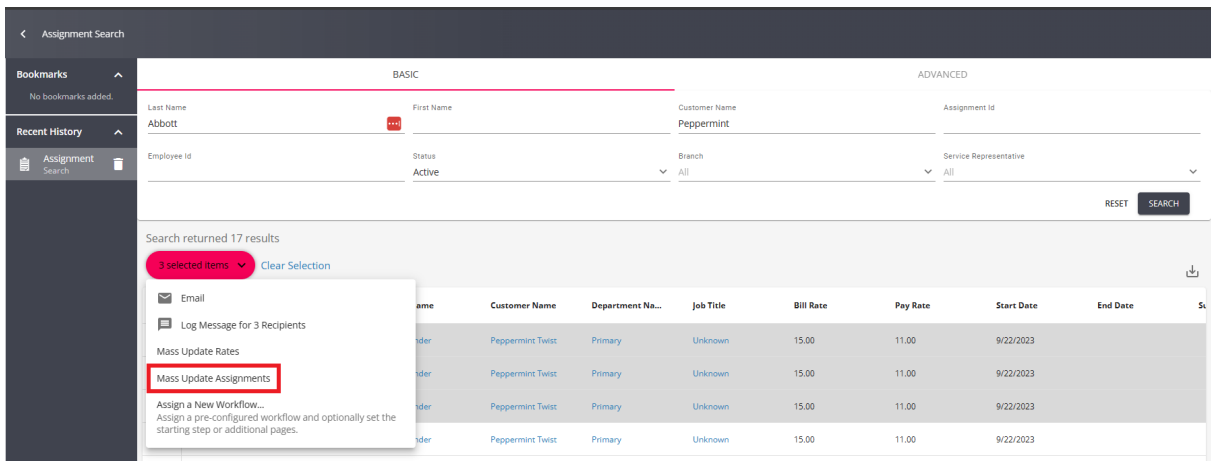 Assignment Search
Bookmarks
No bookmarks added.
Recent History
Assignment
Search
BASIC
ADVANCED
Last Name
First Name
Customer Name
Assignment Id
Abbott
Peppermint
Employee Id
Status
Branch
Service Representative
Active
All
All
RESET
SEARCH
Search returned 17 results
3 selected items
Clear Selection
Email
Log Message for 3 Recipients
Mass Update Rates
Mass Update Assignments
Assign a New Workflow...
Assign a pre-configured workflow and optionally set the
starting step or additional pages.
ame Customer Name Department Na... Job Title Bill Rate Pay Rate Start Date End Date Su
nder Peppermint Twist Primary Unknown 15.00 11.00 9/22/2023
nder Peppermint Twist Primary Unknown 15.00 11.00 9/22/2023
nder Peppermint Twist Primary Unknown 15.00 11.00 9/22/2023
nder Peppermint Twist Primary Unknown 15.00 11.00 9/22/2023